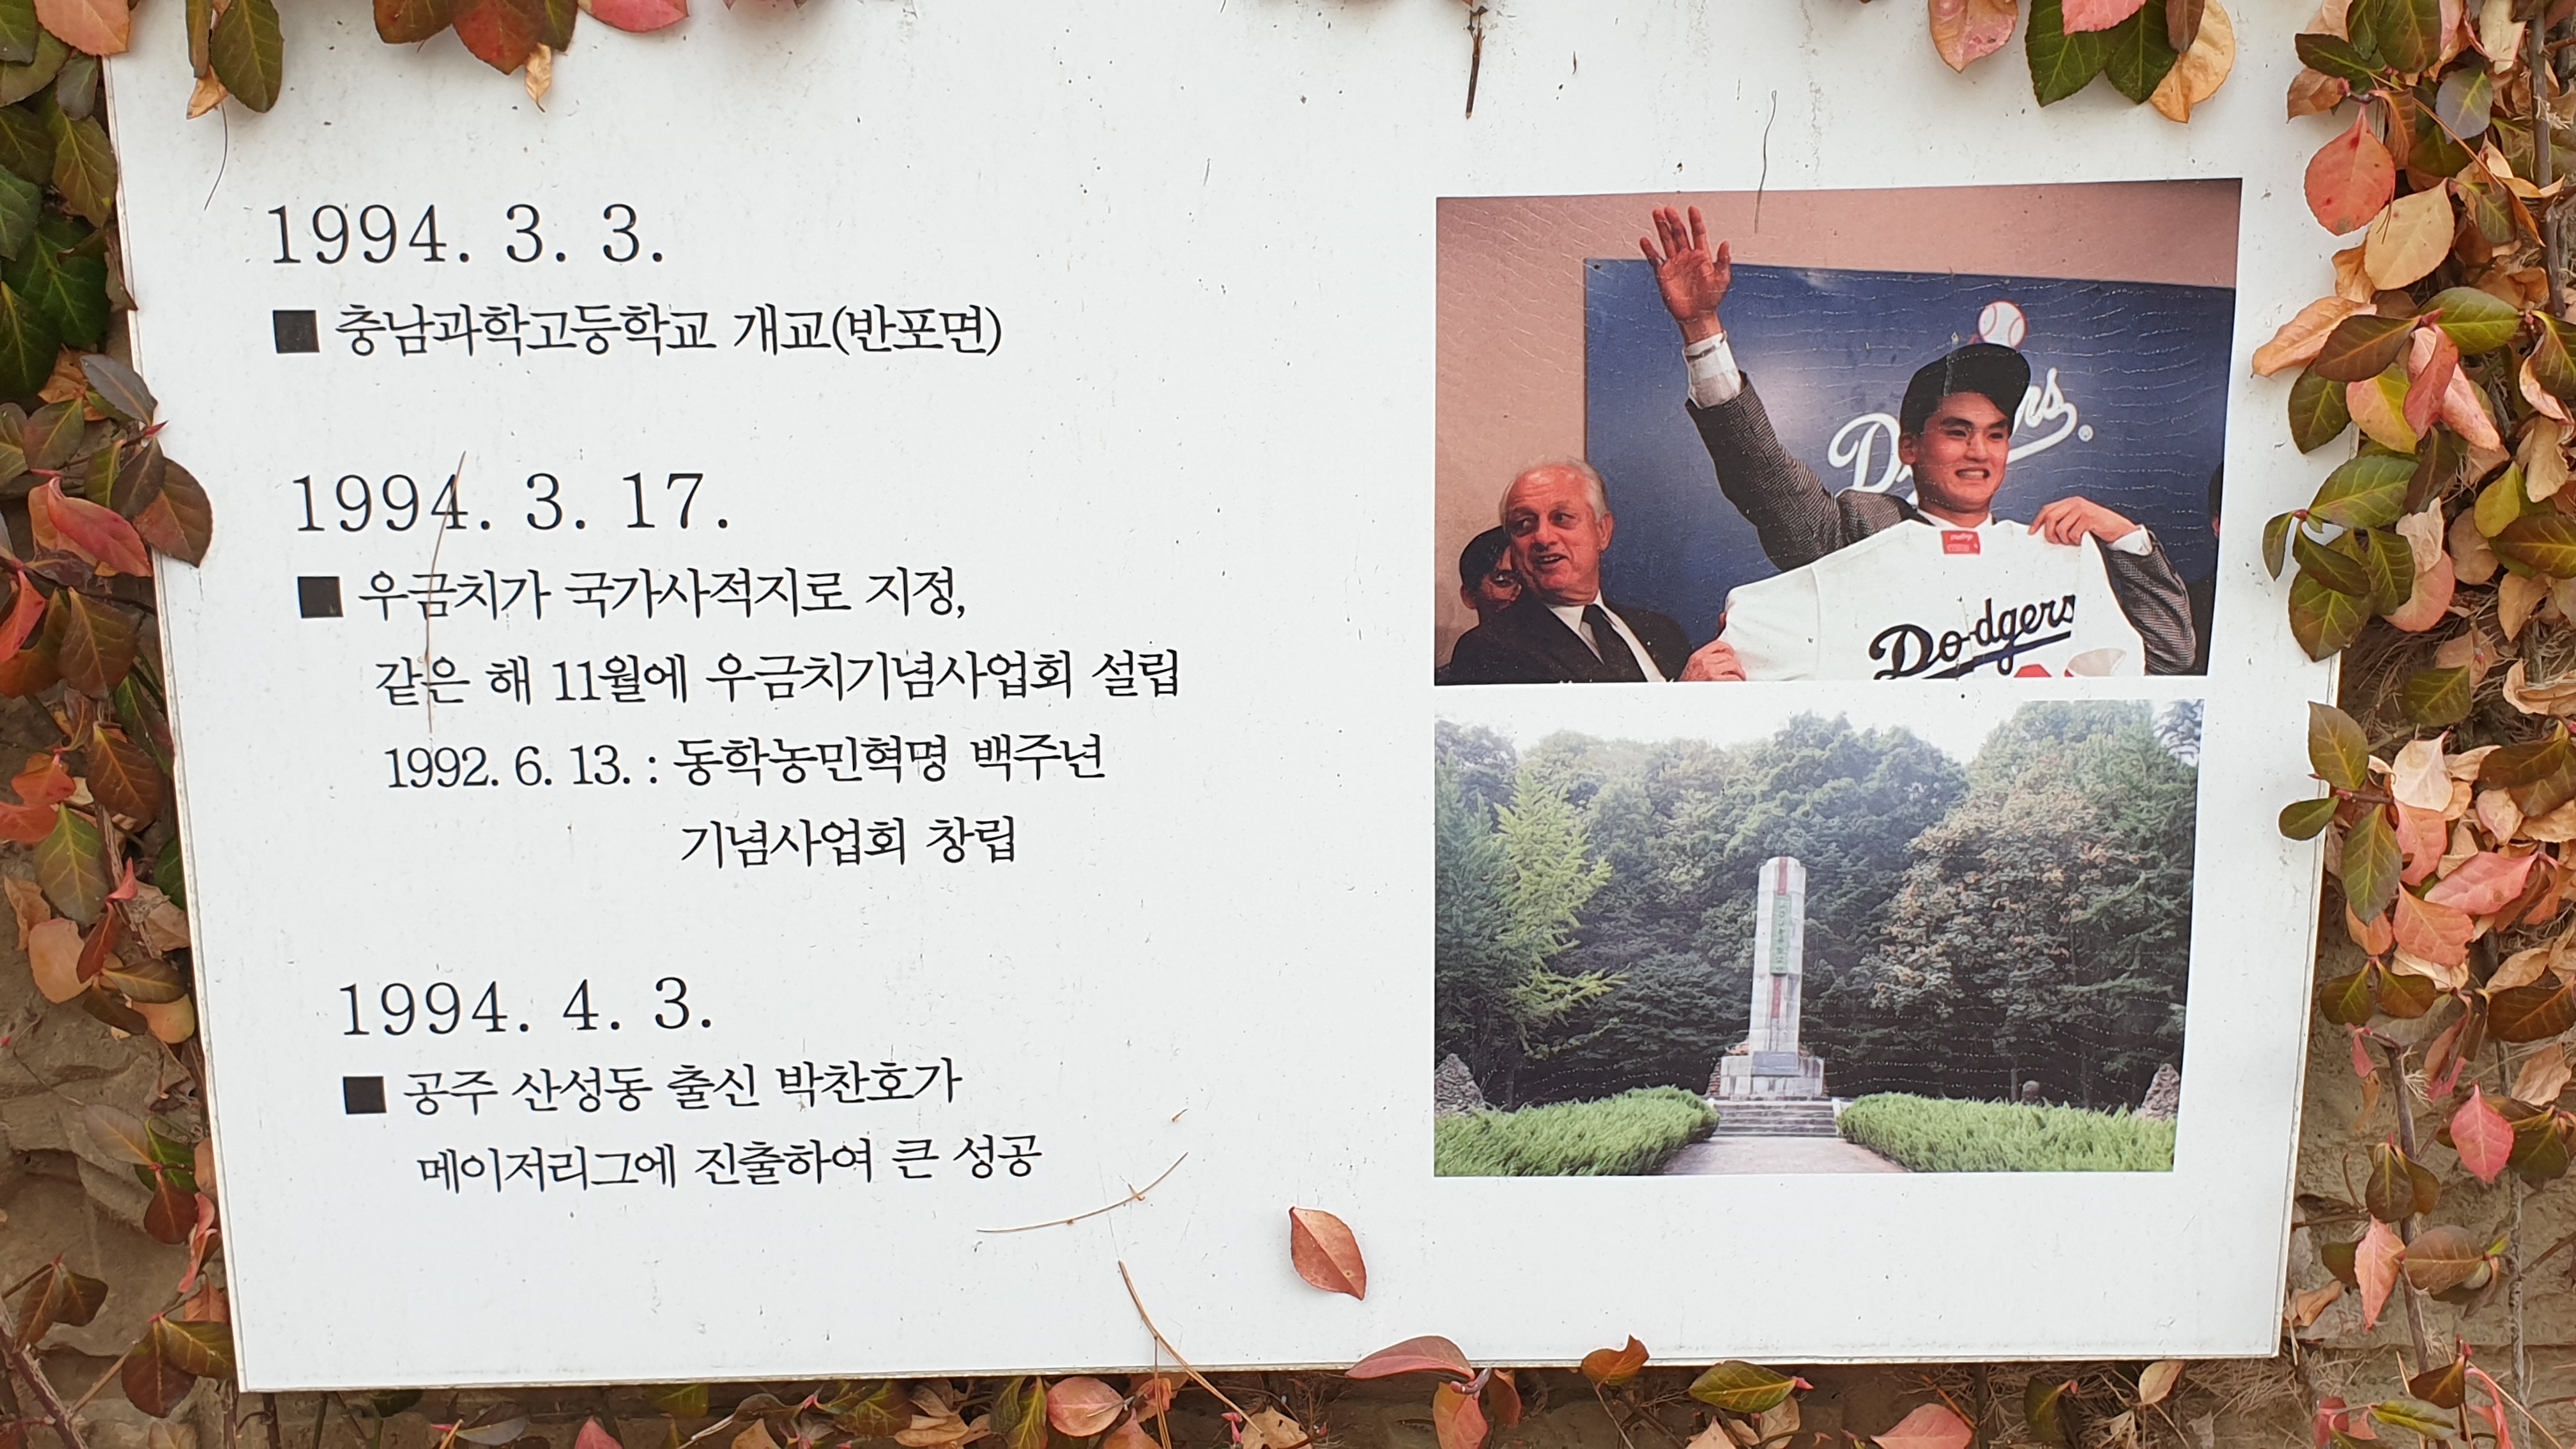 1994. 3. 3.
■ 충남과학고등학교 개교(반포면)
1994. 3. 17.
■ 우금치가 국가사적지로 지정,
같은 해 11월에 우금치기념사업회 설립
1992. 6. 13. : 동학농민혁명 백주년
기념사업회 창립
1994. 4. 3.
■ 공주 산성동 출신 박찬호가
메이저리그에 진출하여 큰 성공
Dodgers